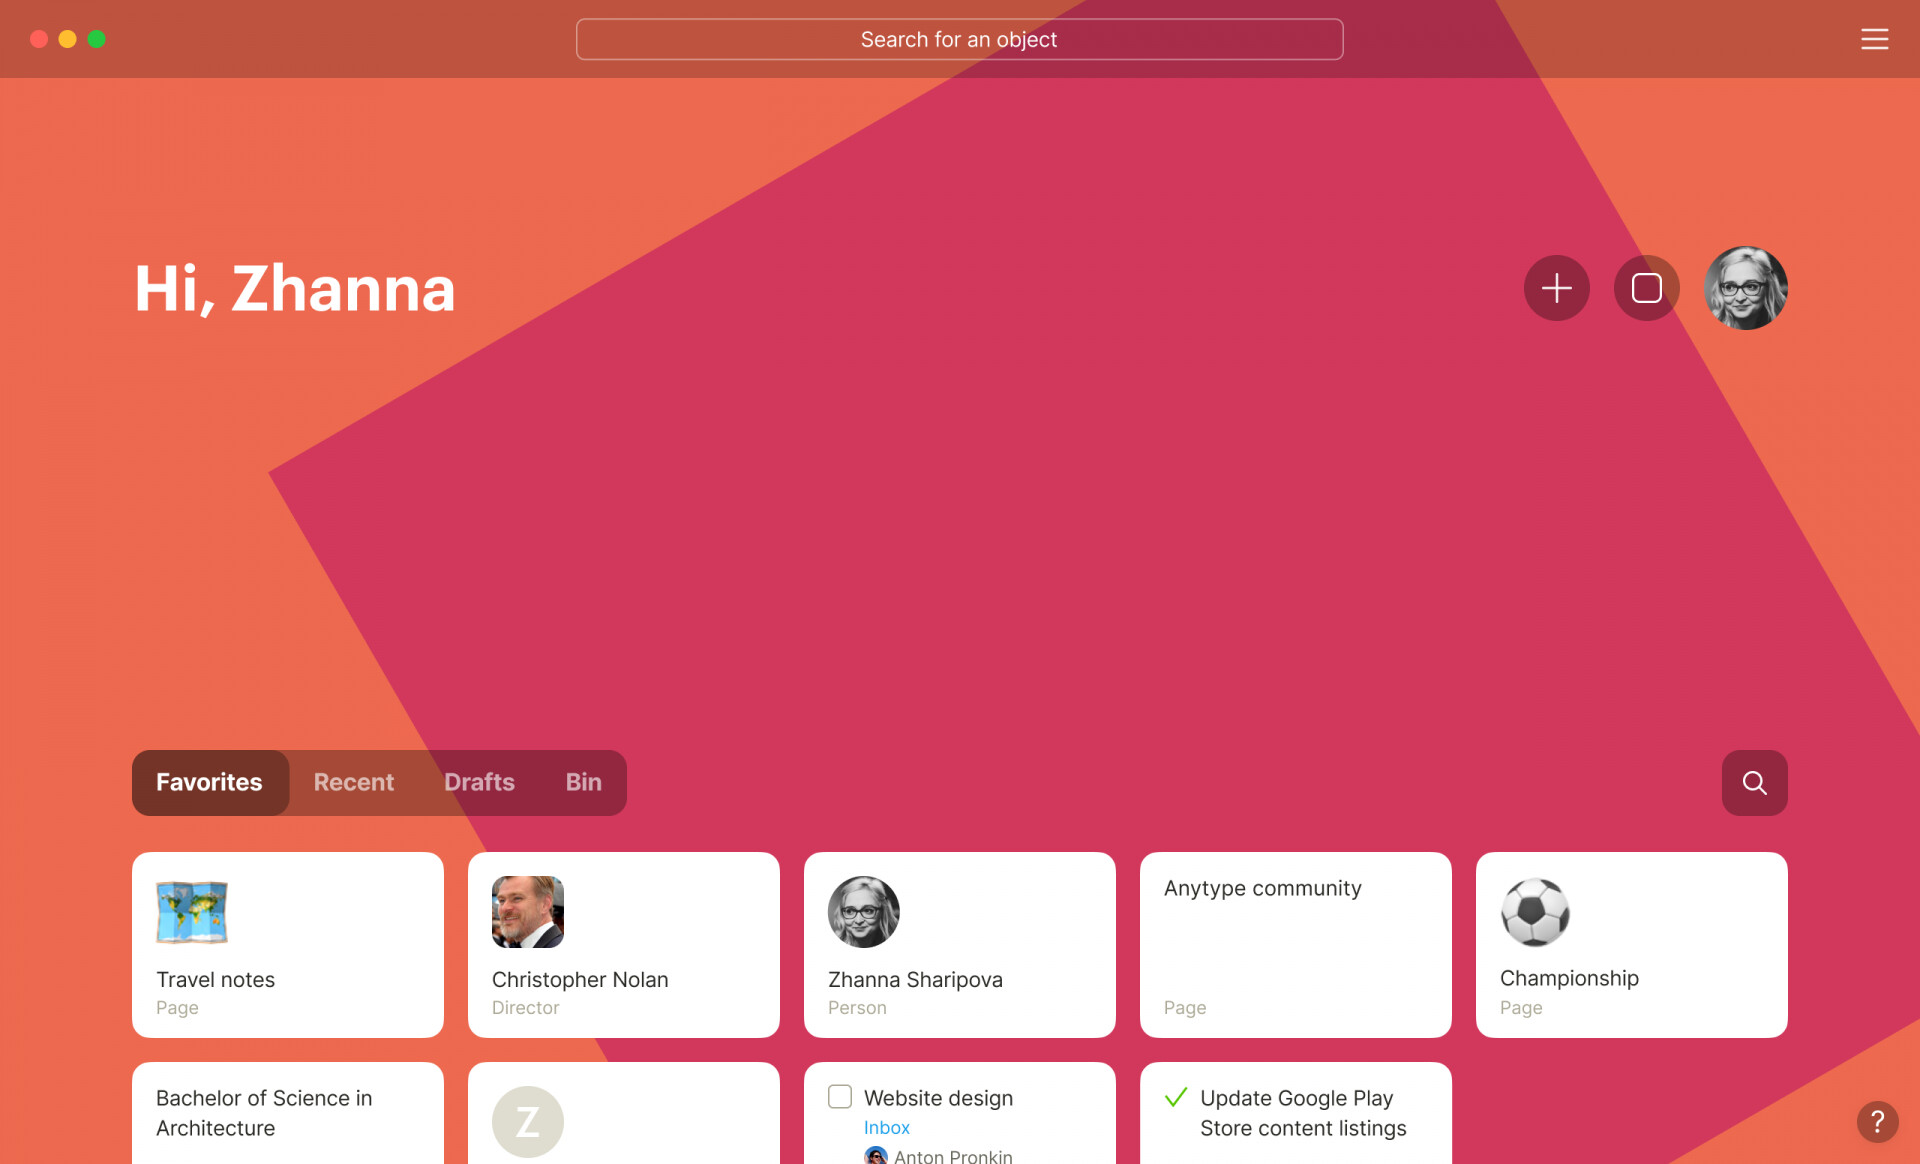 Search for an object
Hi, Zhanna
Favorites
Recent
Drafts
Bin
Travel notes
Page
Christopher Nolan
Director
Zhanna Sharipova
Person
Anytype community
Page
Championship
Page
Bachelor of Science in
Architecture
Z
Website design
Inbox
Anton Pronkin
Update Google Play
Store content listings
?